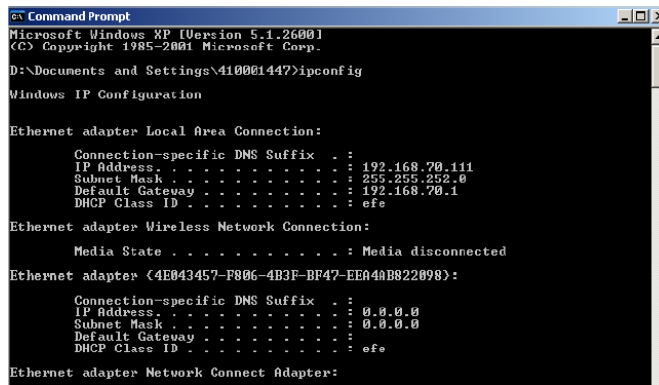 Command Prompt
Microsoft Windows XP [Version 5.1.2600]
(C) Copyright 1985-2001 Microsoft Corp.
D:\Documents and Settings\410001447>ipconfig
Windows IP Configuration
Ethernet adapter Local Area Connection:
Connection-specific DNS Suffix . :
IP Address. . . . . . . . . . . . : 192.168.70.111
Subnet Mask . . . . . . . . . . . : 255.255.252.0
Default Gateway . . . . . . . . . : 192.168.70.1
DHCP Class ID . . . . . . . . . . : efe
Ethernet adapter Wireless Network Connection:
Media State . . . . . . . . . . . : Media disconnected
Ethernet adapter {4E043457-F806-4B3F-BF47-EEA4AB822098}:
Connection-specific DNS Suffix . :
IP Address. . . . . . . . . . . . : 0.0.0.0
Subnet Mask . . . . . . . . . . . : 0.0.0.0
Default Gateway . . . . . . . . . :
DHCP Class ID . . . . . . . . . . : efe
Ethernet adapter Network Connect Adapter: